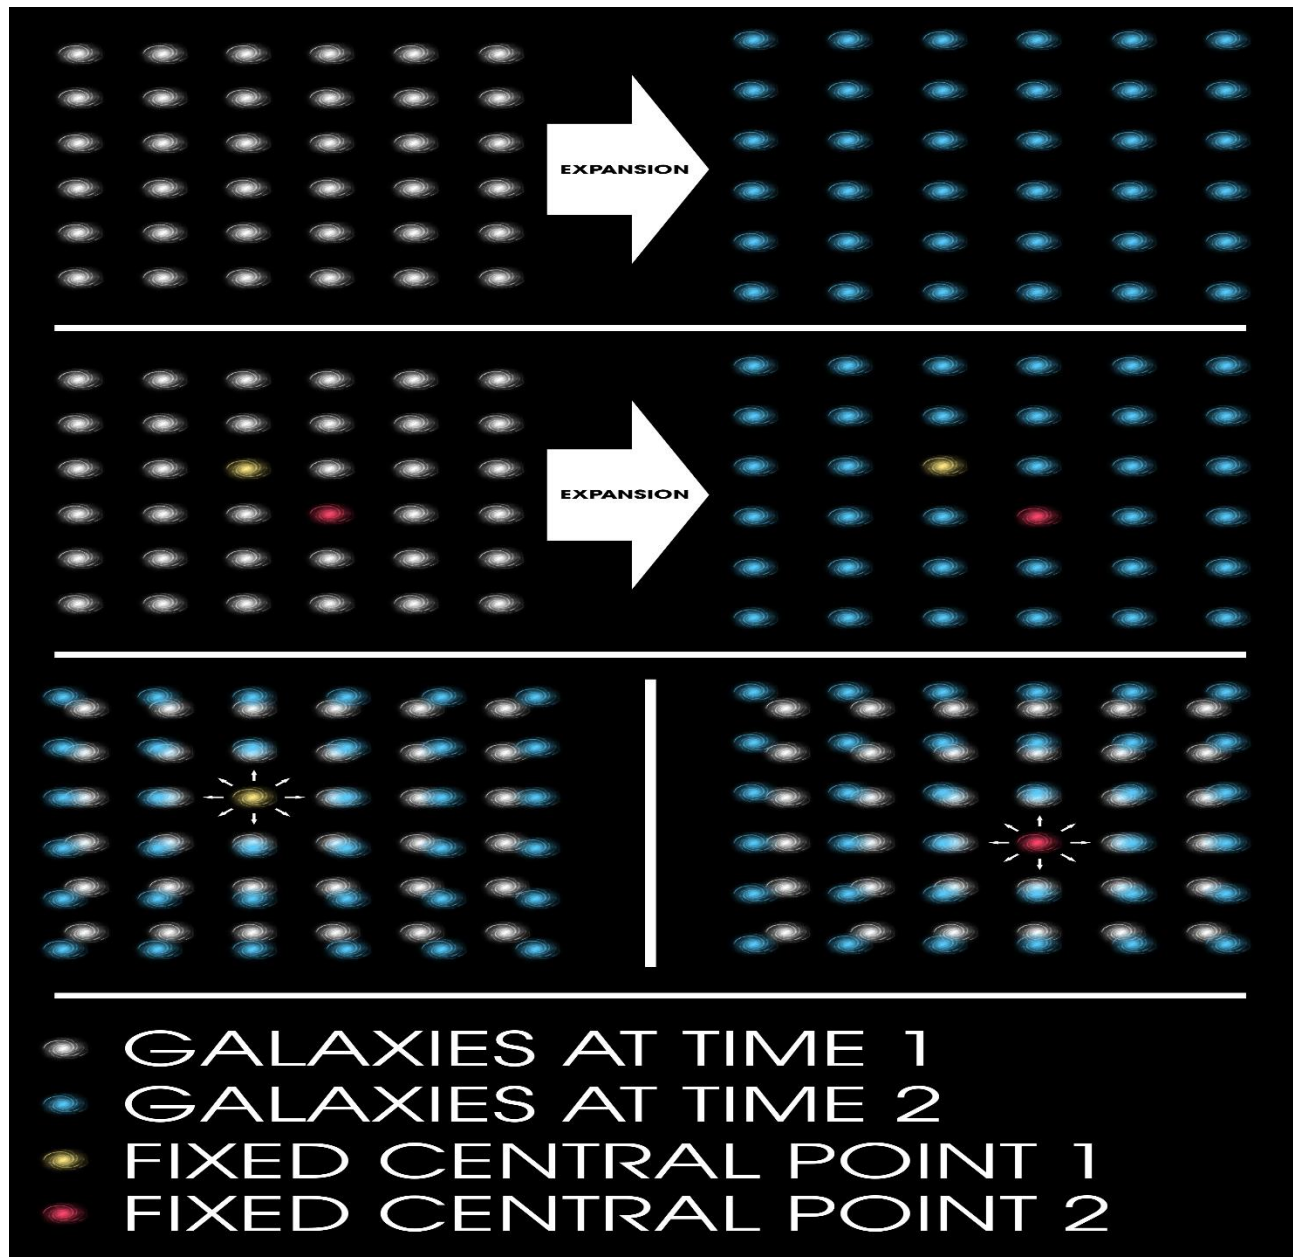 EXPANSION
EXPANSION
GALAXIES AT TIME 1
GALAXIES AT TIME 2
FIXED CENTRAL POINT 1
FIXED CENTRAL POINT 2